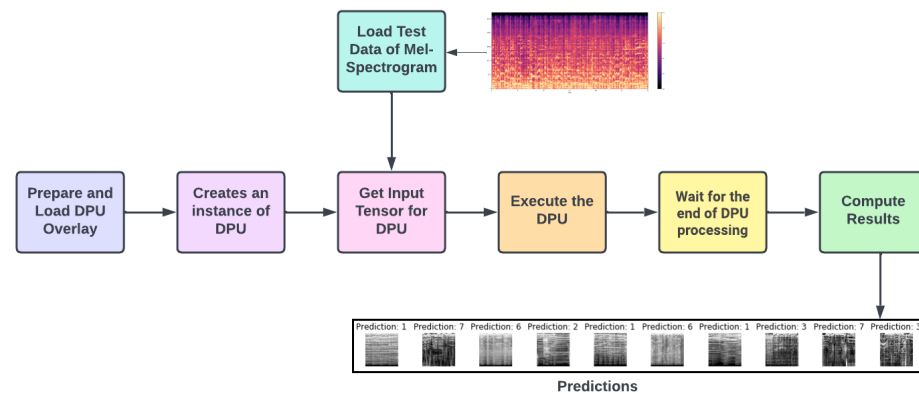 Load Test
Data of Mel-
Spectrogram
Prepare and
Load DPU
Overlay
Creates an
instance of
DPU
Get Input
Tensor for
DPU
Execute the
DPU
Wait for the
end of DPU
processing
Compute
Results
Prediction: 1
Prediction: 7
Prediction: 6
Prediction: 2
Prediction: 1
Prediction: 6
Prediction: 1
Prediction: 3
Prediction: 7
Prediction: 3
Predictions